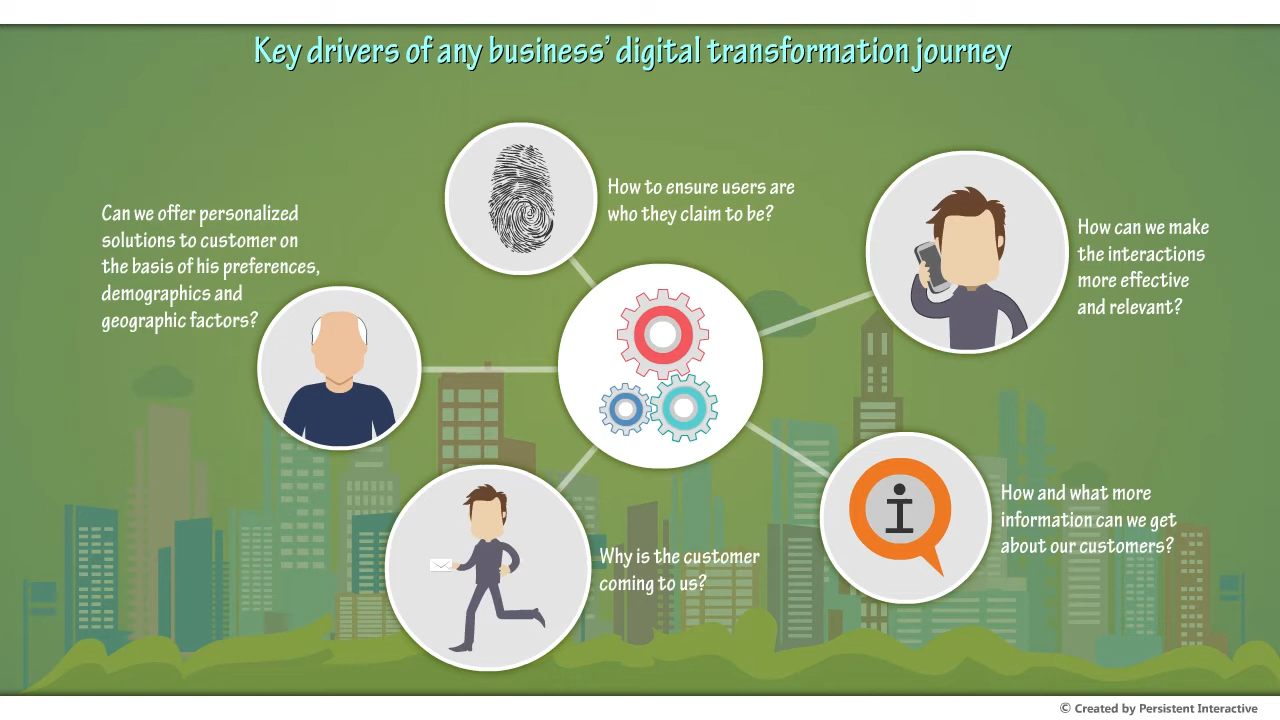 Key drivers of any business’ digital transformation journey
How to ensure users are
who they claim to be?
Can we offer personalized
solutions to customer on
the basis of his preferences,
demographics and
geographic factors?
How can we make
the interactions
more effective
and relevant?
How and what more
information can we get
about our customers?
Why is the customer
coming to us?
© Created by Persistent Interactive